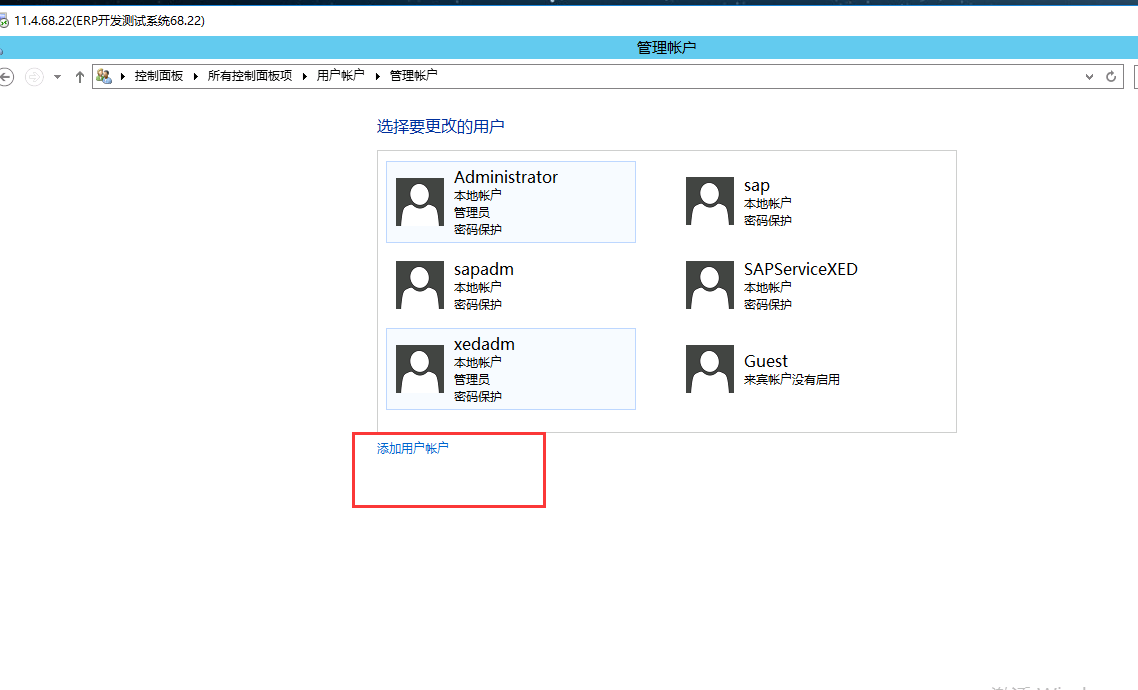 11.4.68.22(ERP开发测试系统68.22)
管理帐户
控制面板 所有控制面板项 用户帐户 管理帐户
选择要更改的用户
Administrator
本地帐户
管理员
密码保护
sap
本地帐户
密码保护
sapadm
本地帐户
密码保护
SAPServiceXED
本地帐户
密码保护
xedadm
本地帐户
管理员
密码保护
Guest
来宾帐户没有启用
添加用户帐户